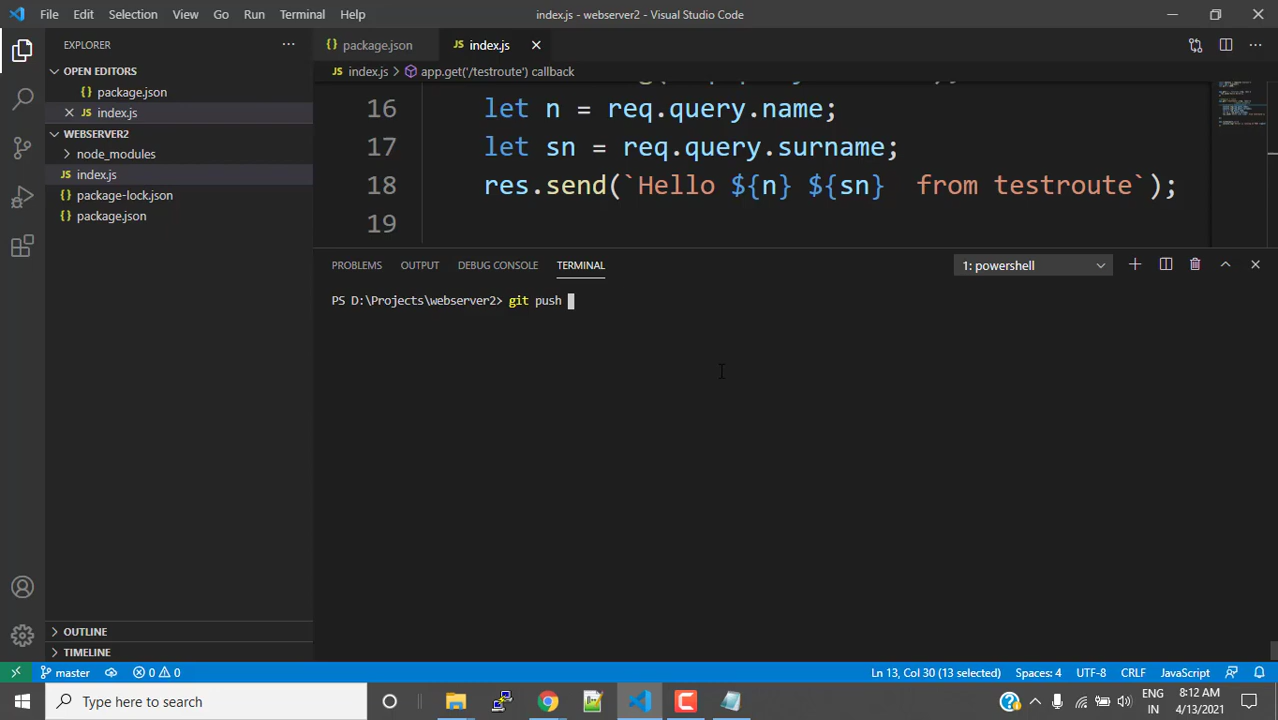 File Edit Selection View Go Run Terminal Help
index.js - webserver2 - Visual Studio Code
EXPLORER
OPEN EDITORS
package.json
index.js
WEBSERVER2
node_modules
index.js
package-lock.json
package.json
OUTLINE
TIMELINE
package.json
index.js
index.js app.get('/testroute') callback
16 let n = req.query.name;
17 let sn = req.query.surname;
18 res.send(`Hello ${n} ${sn}  from testroute`);
19
PROBLEMS OUTPUT DEBUG CONSOLE TERMINAL
1: powershell
PS D:\Projects\webserver2> git push
master 0 0
Ln 13, Col 30 (13 selected) Spaces: 4 UTF-8 CRLF JavaScript
Type here to search
ENG
IN
8:12 AM
4/13/2021